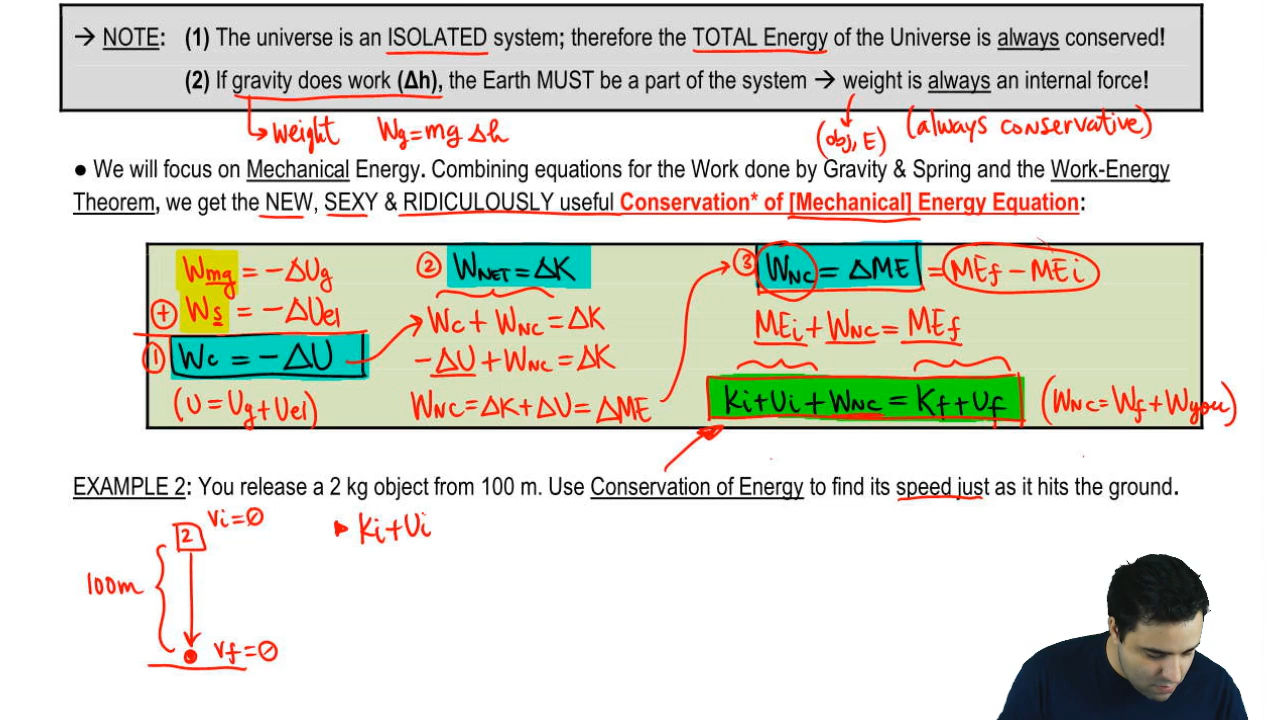 → NOTE: (1) The universe is an ISOLATED system; therefore the TOTAL Energy of the Universe is always conserved!
(2) If gravity does work (Δh), the Earth MUST be a part of the system → weight is always an internal force!
↳ weight Wg=mgΔh (obj, E) (always conservative)
● We will focus on Mechanical Energy. Combining equations for the Work done by Gravity & Spring and the Work-Energy
Theorem, we get the NEW, SEXY & RIDICULOUSLY useful Conservation* of [Mechanical] Energy Equation:
Wmg = -ΔUg
+ Ws = -ΔUel
① Wc = -ΔU
(U = Ug+Uel)
② WNET = ΔK
Wc + WNC = ΔK
-ΔU + WNC = ΔK
WNC = ΔK + ΔU = ΔME
③ WNC = ΔME = MEf - MEi
MEi + WNC = MEf
Ki+Ui + WNC = Kf+Uf (WNC = Wf + Wyou)
EXAMPLE 2: You release a 2 kg object from 100 m. Use Conservation of Energy to find its speed just as it hits the ground.
2 Vi=0
100m
Vf=0
▸ Ki+Ui